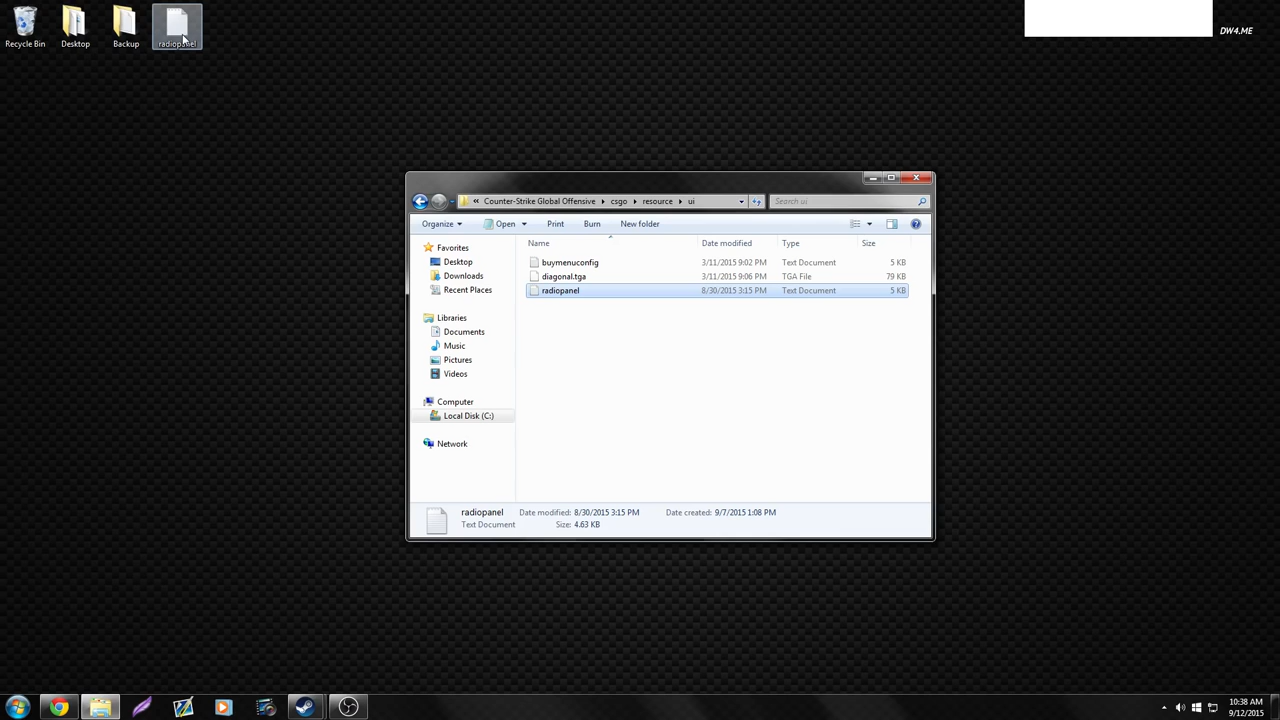 Recycle Bin
Desktop
Backup
radiopanel
DW4.ME
« Counter-Strike Global Offensive csgo resource ui
Search ui
Organize Open Print Burn New folder
Name Date modified Type Size
Favorites
Desktop
Downloads
Recent Places
Libraries
Documents
Music
Pictures
Videos
Computer
Local Disk (C:)
Network
buymenuconfig 3/11/2015 9:02 PM Text Document 5 KB
diagonal.tga 3/11/2015 9:06 PM TGA File 79 KB
radiopanel 8/30/2015 3:15 PM Text Document 5 KB
radiopanel Date modified: 8/30/2015 3:15 PM Date created: 9/7/2015 1:08 PM
Text Document Size: 4.63 KB
10:38 AM
9/12/2015